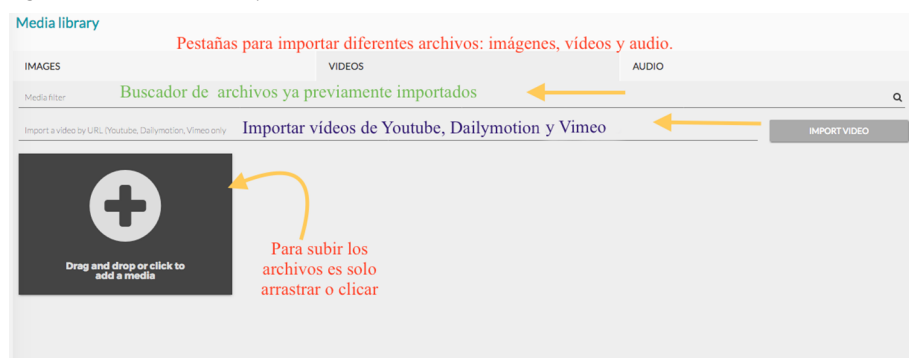 Media library
Pestañas para importar diferentes archivos: imágenes, vídeos y audio.
IMAGES VIDEOS AUDIO
Media filter Buscador de archivos ya previamente importados
Import a video by URL (Youtube, Dailymotion, Vimeo only Importar vídeos de Youtube, Dailymotion y Vimeo IMPORT VIDEO
Drag and drop or click to
add a media
Para subir los
archivos es solo
arrastrar o clicar